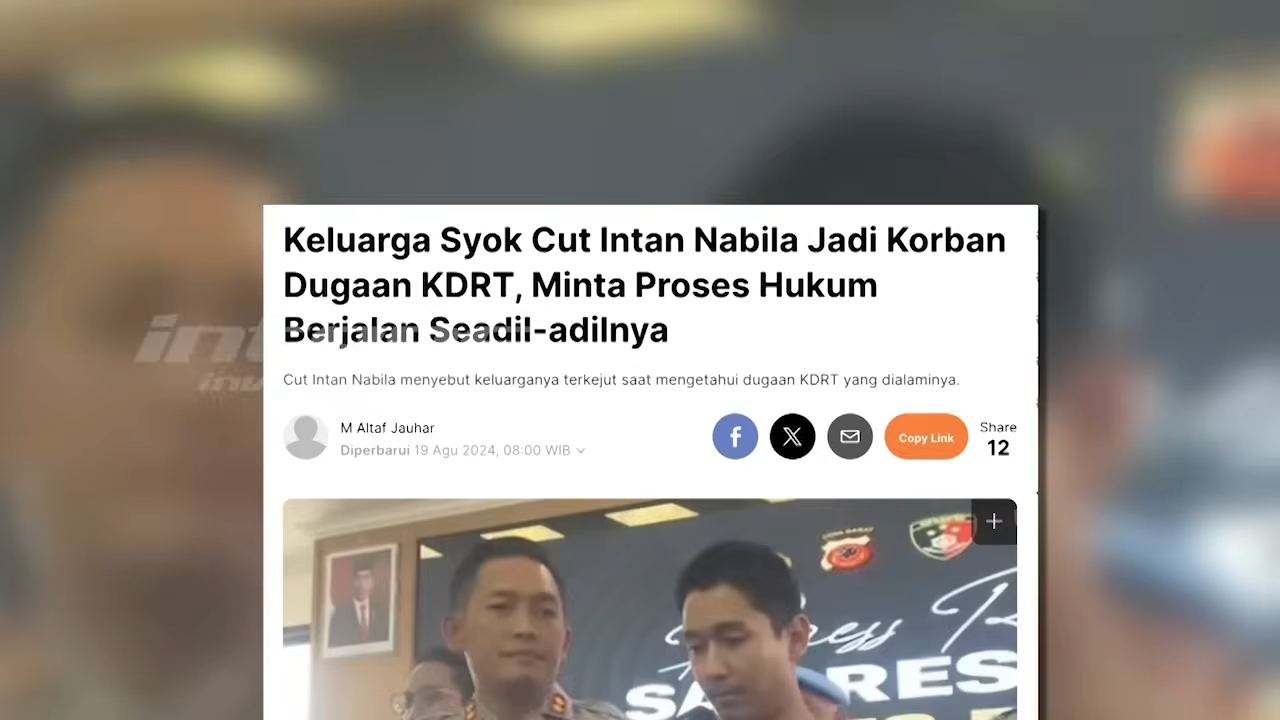 Keluarga Syok Cut Intan Nabila Jadi Korban
Dugaan KDRT, Minta Proses Hukum
Berjalan Seadil-adilnya
Cut Intan Nabila menyebut keluarganya terkejut saat mengetahui dugaan KDRT yang dialaminya.
M Altaf Jauhar
Diperbarui 19 Agu 2024, 08:00 WIB
Copy Link
Share
12